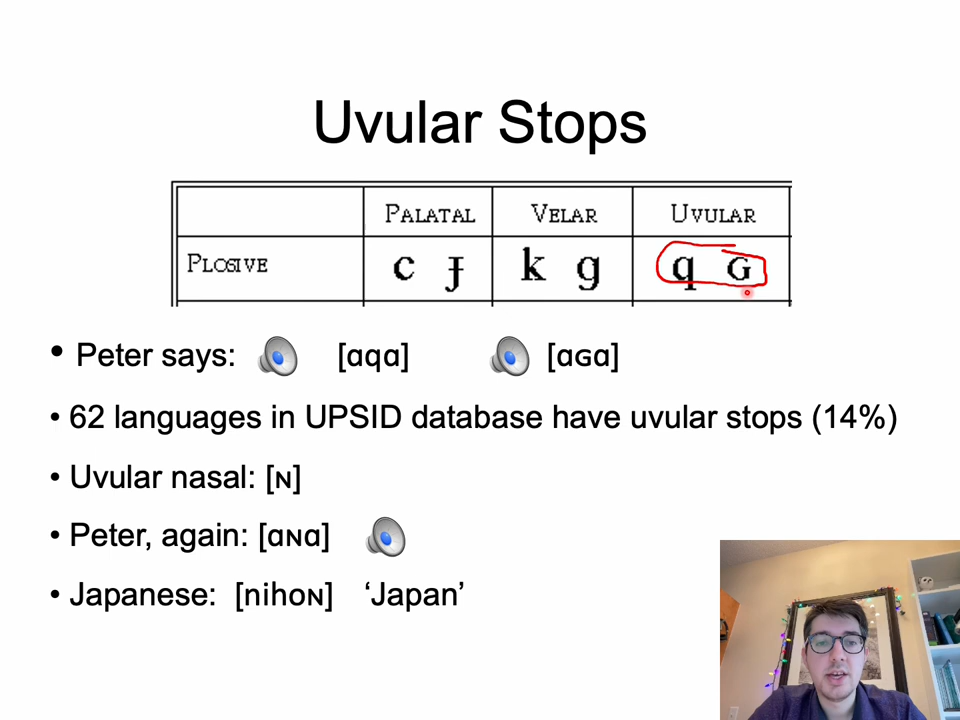 Uvular Stops
PALATAL VELAR UVULAR
PLOSIVE c ɟ k ɡ q ɢ
• Peter says: [ɑqɑ] [ɑɢɑ]
• 62 languages in UPSID database have uvular stops (14%)
• Uvular nasal: [ɴ]
• Peter, again: [ɑɴɑ]
• Japanese: [nihoɴ] ‘Japan’